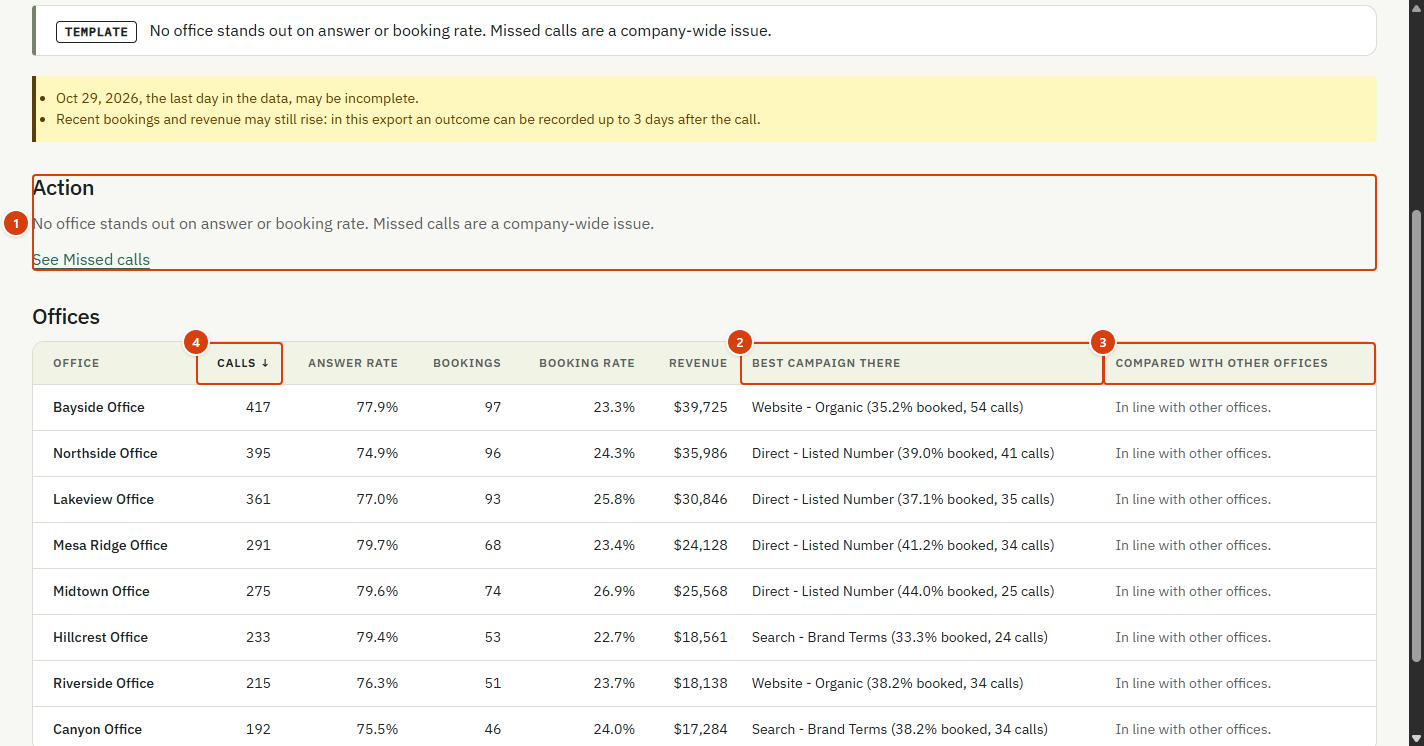 TEMPLATE No office stands out on answer or booking rate. Missed calls are a company-wide issue.
• Oct 29, 2026, the last day in the data, may be incomplete.
• Recent bookings and revenue may still rise: in this export an outcome can be recorded up to 3 days after the call.
Action
1 No office stands out on answer or booking rate. Missed calls are a company-wide issue.
See Missed calls
Offices
4 2 3
OFFICE CALLS ↓ ANSWER RATE BOOKINGS BOOKING RATE REVENUE BEST CAMPAIGN THERE COMPARED WITH OTHER OFFICES
Bayside Office 417 77.9% 97 23.3% $39,725 Website - Organic (35.2% booked, 54 calls) In line with other offices.
Northside Office 395 74.9% 96 24.3% $35,986 Direct - Listed Number (39.0% booked, 41 calls) In line with other offices.
Lakeview Office 361 77.0% 93 25.8% $30,846 Direct - Listed Number (37.1% booked, 35 calls) In line with other offices.
Mesa Ridge Office 291 79.7% 68 23.4% $24,128 Direct - Listed Number (41.2% booked, 34 calls) In line with other offices.
Midtown Office 275 79.6% 74 26.9% $25,568 Direct - Listed Number (44.0% booked, 25 calls) In line with other offices.
Hillcrest Office 233 79.4% 53 22.7% $18,561 Search - Brand Terms (33.3% booked, 24 calls) In line with other offices.
Riverside Office 215 76.3% 51 23.7% $18,138 Website - Organic (38.2% booked, 34 calls) In line with other offices.
Canyon Office 192 75.5% 46 24.0% $17,284 Search - Brand Terms (38.2% booked, 34 calls) In line with other offices.